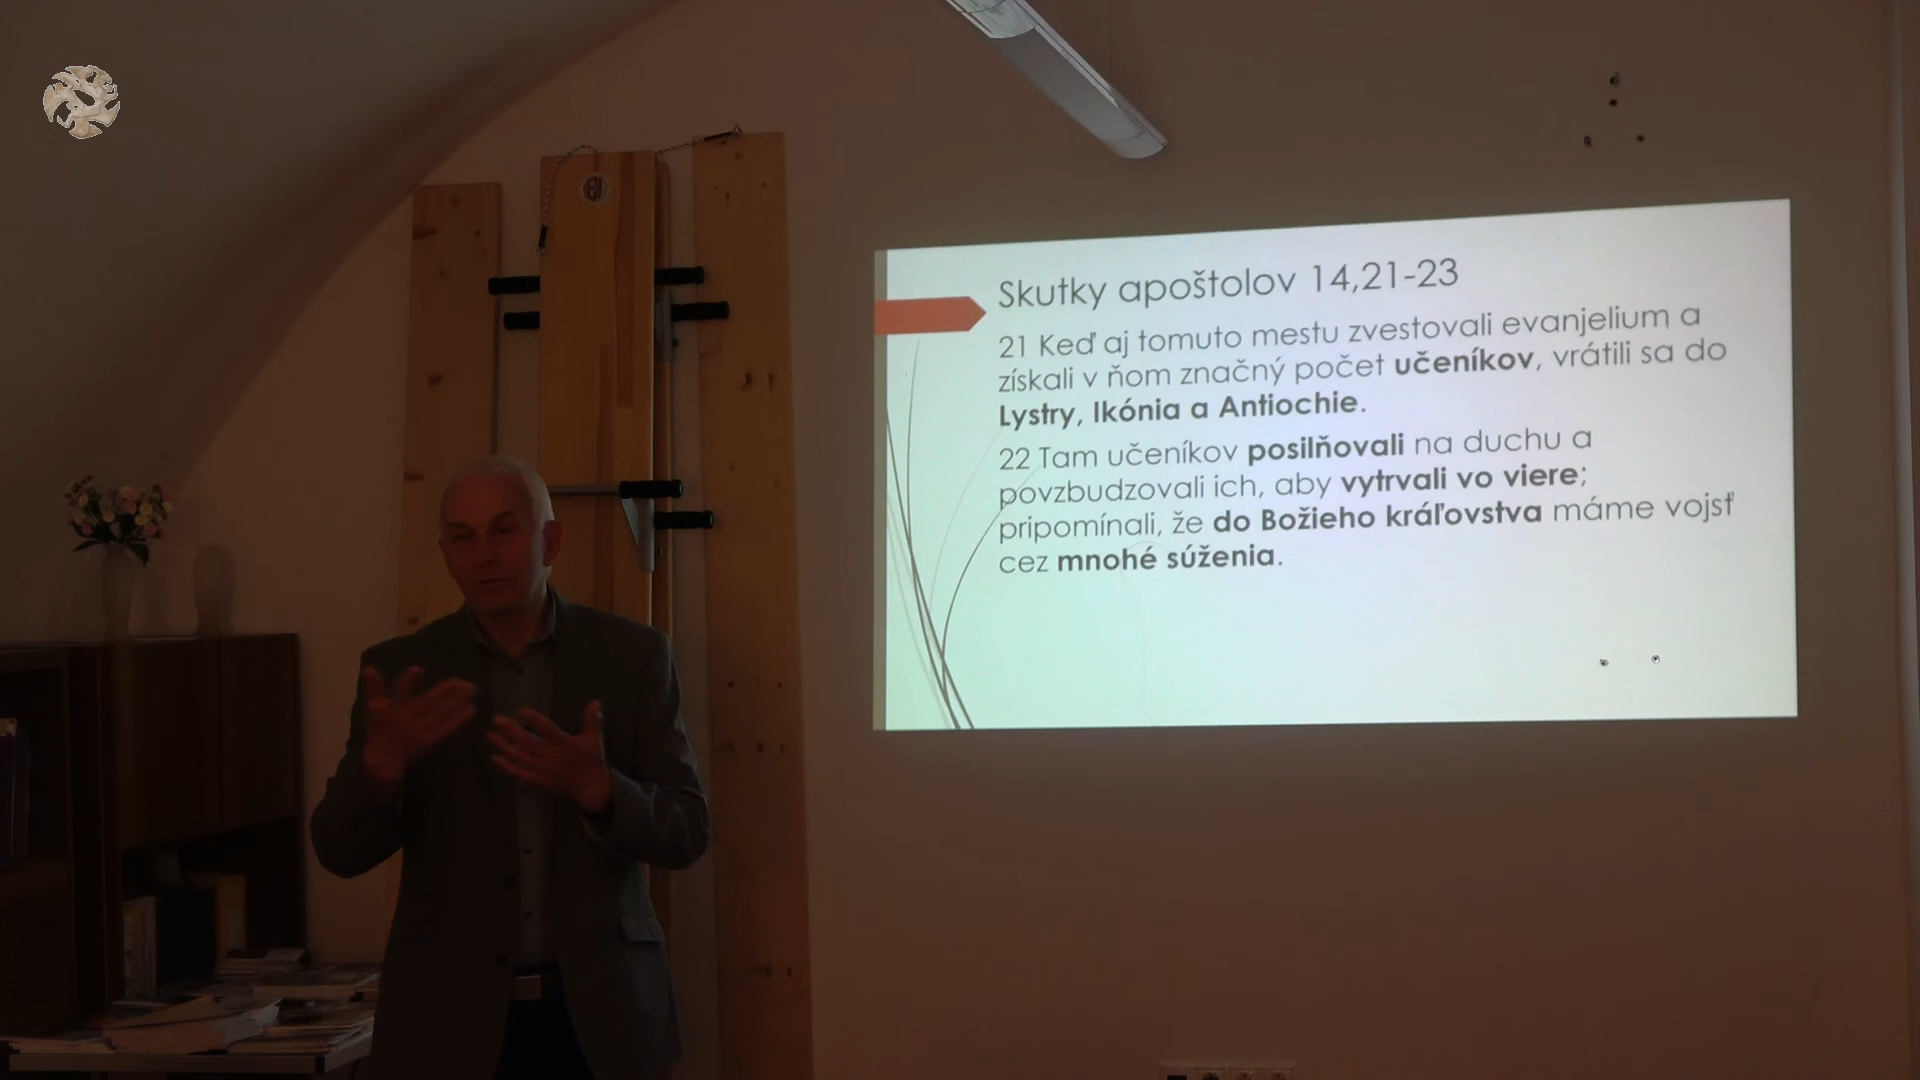 Skutky apoštolov 14,21-23
21 Keď aj tomuto mestu zvestovali evanjelium a
získali v ňom značný počet učeníkov, vrátili sa do
Lystry, Ikónia a Antiochie.
22 Tam učeníkov posilňovali na duchu a
povzbudzovali ich, aby vytrvali vo viere;
pripomínali, že do Božieho kráľovstva máme vojsť
cez mnohé súženia.